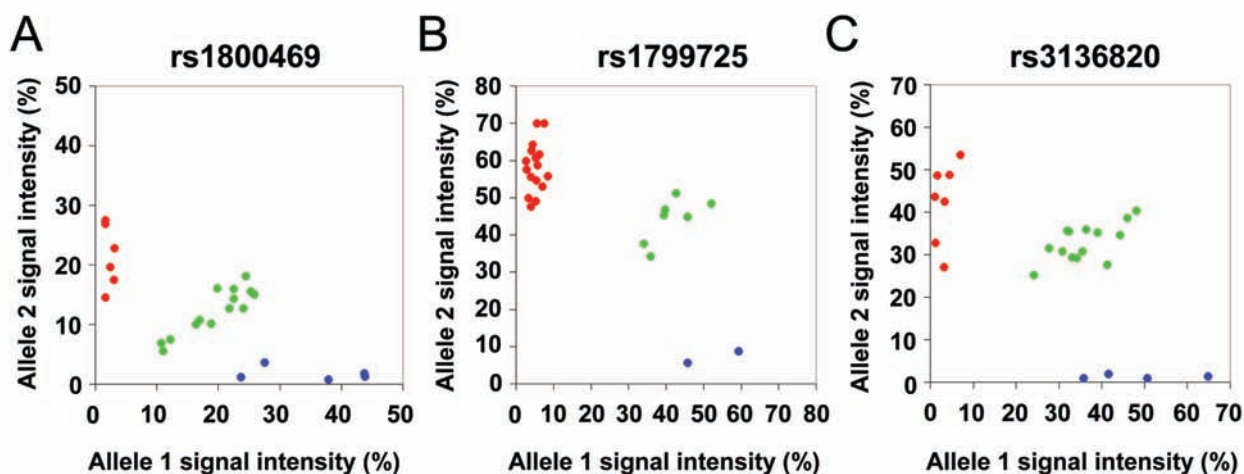 A
rs1800469
Allele 2 signal intensity (%)
50
40
30
20
10
0
0 10 20 30 40 50
Allele 1 signal intensity (%)
B
rs1799725
Allele 2 signal intensity (%)
80
70
60
50
40
30
20
10
0
0 10 20 30 40 50 60 70 80
Allele 1 signal intensity (%)
C
rs3136820
Allele 2 signal intensity (%)
70
60
50
40
30
20
10
0
0 10 20 30 40 50 60 70
Allele 1 signal intensity (%)